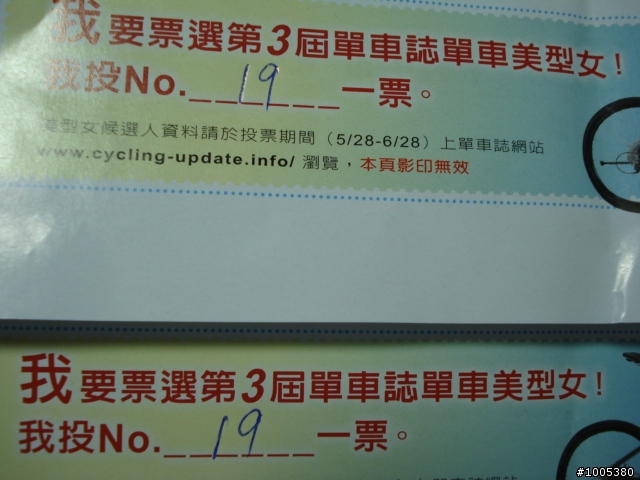 我要票選第3屆單車誌單車美型女！
我投No.__19___一票。
美型女候選人資料請於投票期間（5/28-6/28）上單車誌網站
www.cycling-update.info/ 瀏覽，本頁影印無效
我要票選第3屆單車誌單車美型女！
我投No.__19___一票。
#1005380